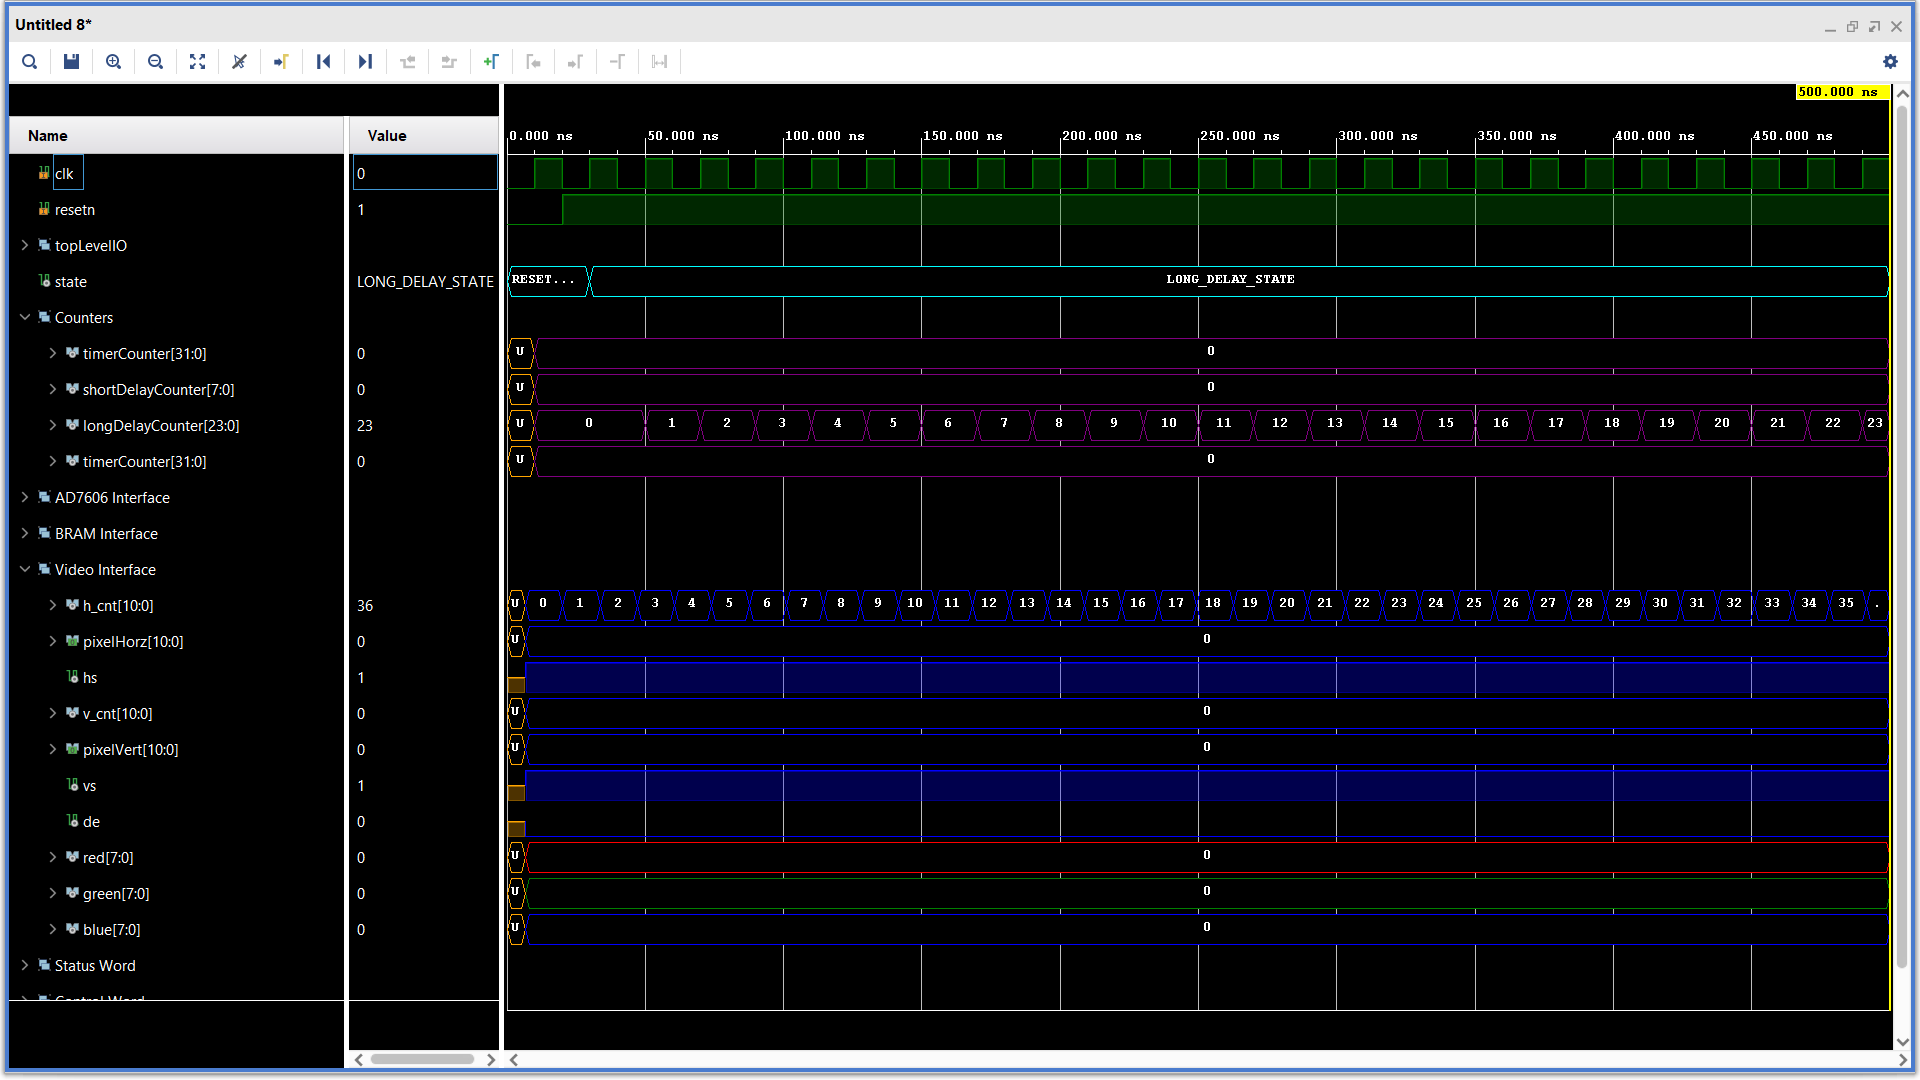 Untitled 8*
500.000 ns
Name Value 0.000 ns 50.000 ns 100.000 ns 150.000 ns 200.000 ns 250.000 ns 300.000 ns 350.000 ns 400.000 ns 450.000 ns
clk 0
resetn 1
topLevelIO
state LONG_DELAY_STATE RESET... LONG_DELAY_STATE
Counters
timerCounter[31:0] 0 U 0
shortDelayCounter[7:0] 0 U 0
longDelayCounter[23:0] 23 U 0 1 2 3 4 5 6 7 8 9 10 11 12 13 14 15 16 17 18 19 20 21 22 23
timerCounter[31:0] 0 U 0
AD7606 Interface
BRAM Interface
Video Interface
h_cnt[10:0] 36 U 0 1 2 3 4 5 6 7 8 9 10 11 12 13 14 15 16 17 18 19 20 21 22 23 24 25 26 27 28 29 30 31 32 33 34 35 .
pixelHorz[10:0] 0 U 0
hs 1
v_cnt[10:0] 0 U 0
pixelVert[10:0] 0 U 0
vs 1
de 0
red[7:0] 0 U 0
green[7:0] 0 U 0
blue[7:0] 0 U 0
Status Word
Control Word